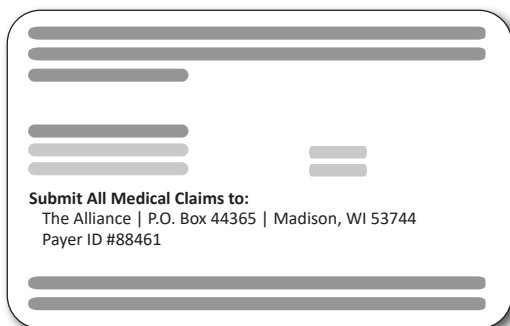 Submit All Medical Claims to:
The Alliance | P.O. Box 44365 | Madison, WI 53744
Payer ID #88461